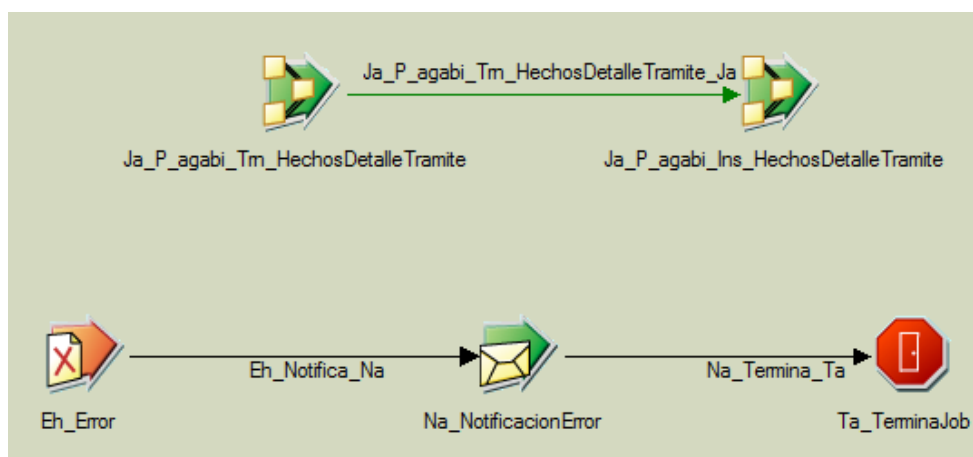 Ja_P_agabi_Trn_HechosDetalleTramite_Ja
Ja_P_agabi_Trn_HechosDetalleTramite
Ja_P_agabi_Ins_HechosDetalleTramite
Eh_Notifica_Na
Na_Termina_Ta
Eh_Error
Na_NotificacionError
Ta_TerminaJob